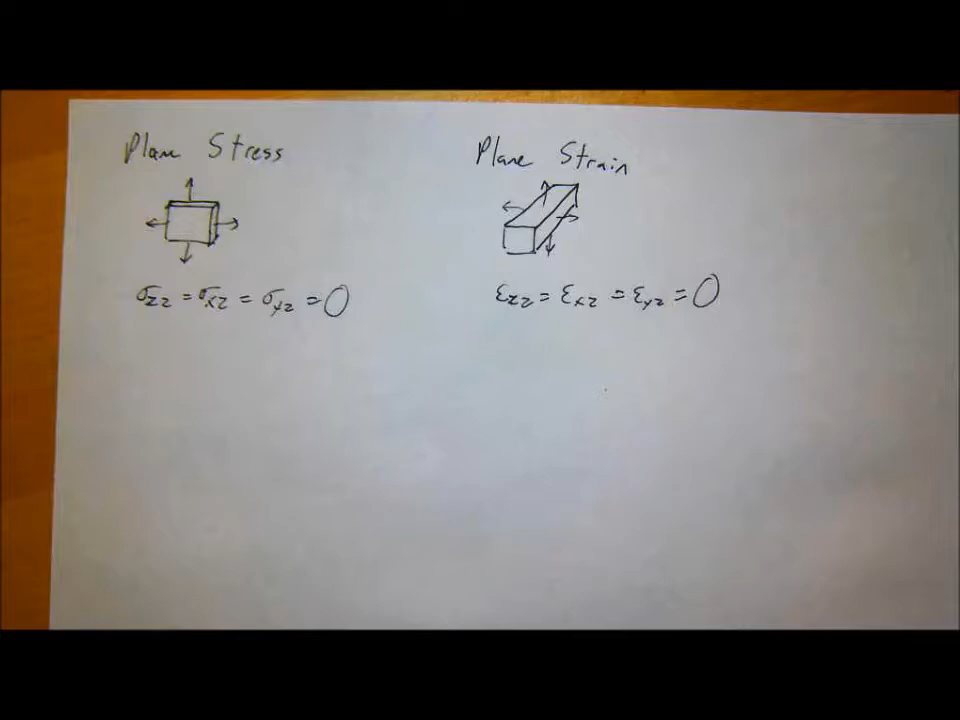 Plane Stress
Plane Strain
σzz = σxz = σyz = 0
εzz = εxz = εyz = 0